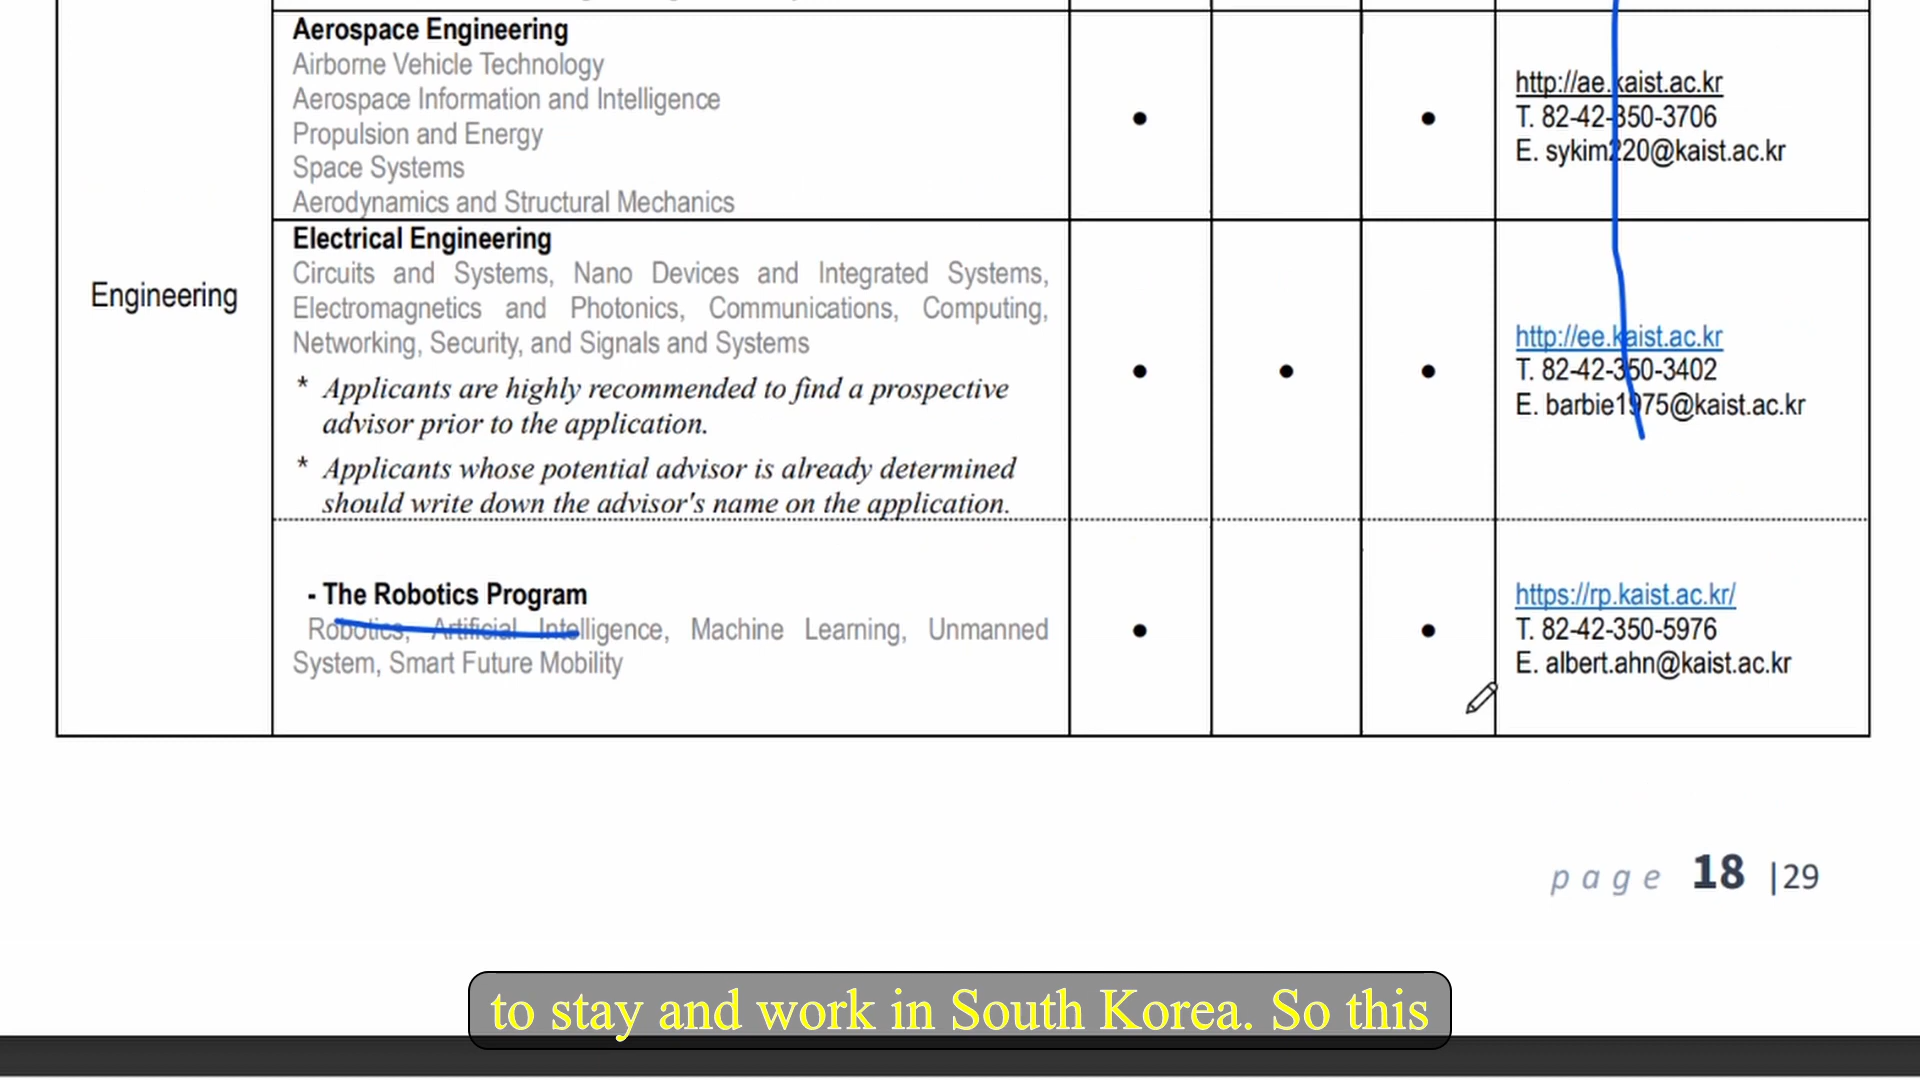 Aerospace Engineering
Airborne Vehicle Technology
Aerospace Information and Intelligence
Propulsion and Energy
Space Systems
Aerodynamics and Structural Mechanics
●
●
http://ae.kaist.ac.kr
T. 82-42-350-3706
E. sykim220@kaist.ac.kr
Engineering
Electrical Engineering
Circuits and Systems, Nano Devices and Integrated Systems,
Electromagnetics and Photonics, Communications, Computing,
Networking, Security, and Signals and Systems
* Applicants are highly recommended to find a prospective
advisor prior to the application.
* Applicants whose potential advisor is already determined
should write down the advisor's name on the application.
●
●
●
http://ee.kaist.ac.kr
T. 82-42-350-3402
E. barbie1975@kaist.ac.kr
- The Robotics Program
Robotics, Artificial Intelligence, Machine Learning, Unmanned
System, Smart Future Mobility
●
●
https://rp.kaist.ac.kr/
T. 82-42-350-5976
E. albert.ahn@kaist.ac.kr
page 18 |29
to stay and work in South Korea. So this